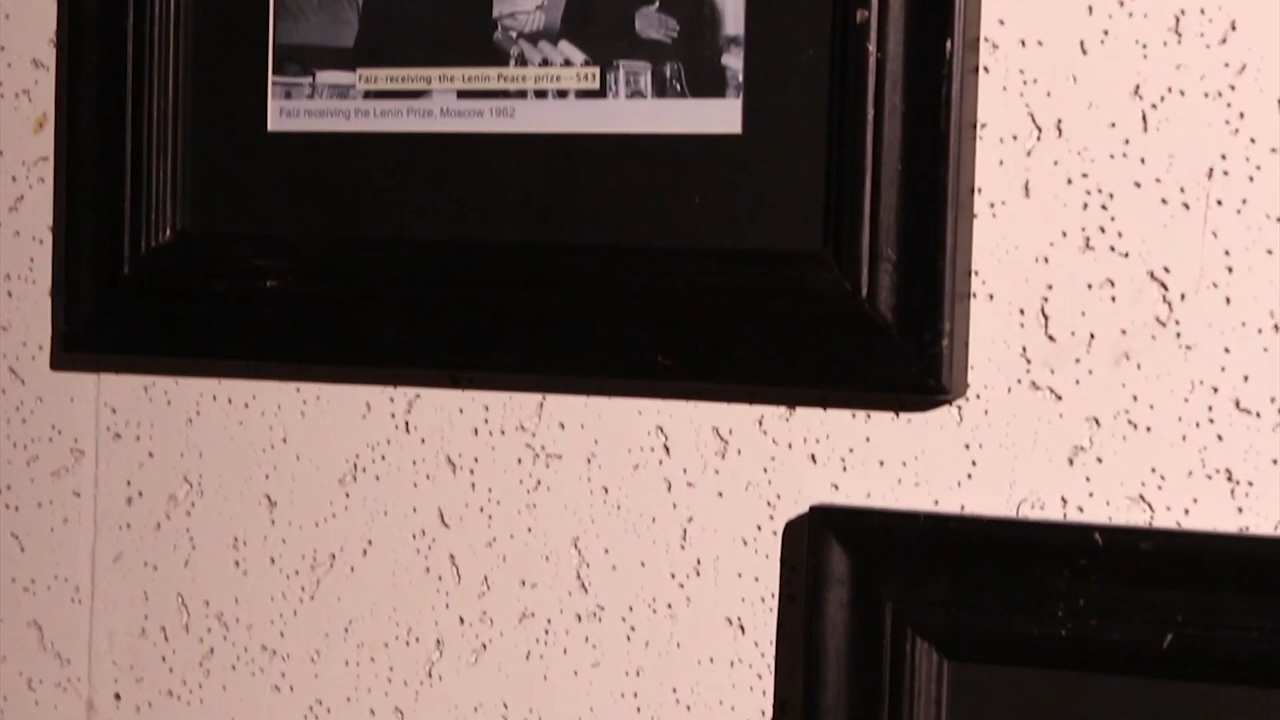 Faiz-receiving-the-Lenin-Peace-prize--543
Faiz receiving the Lenin Prize, Moscow 1962